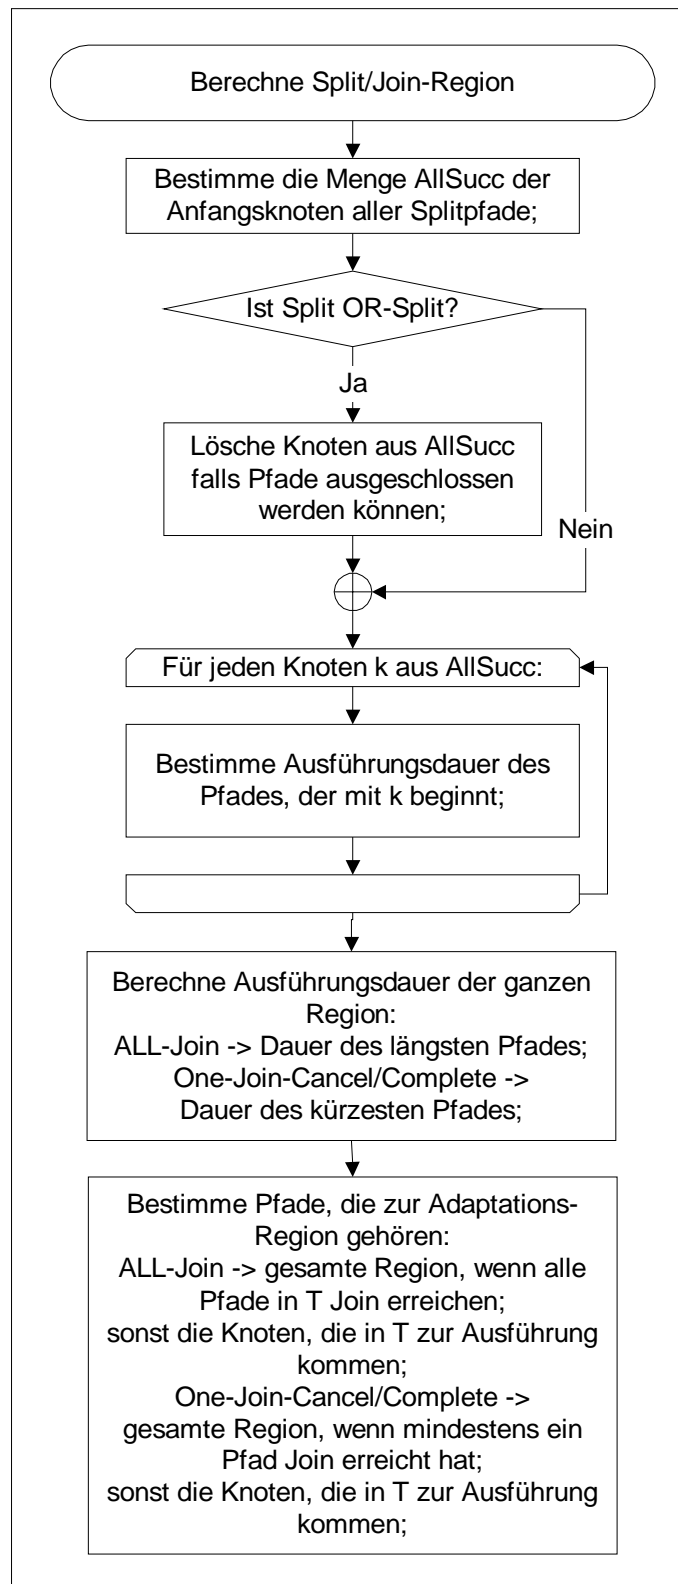 Berechne Split/Join-Region
Bestimme die Menge AllSucc der
Anfangsknoten aller Splitpfade;
Ist Split OR-Split?
Ja
Lösche Knoten aus AllSucc
falls Pfade ausgeschlossen
werden können;
Nein
Für jeden Knoten k aus AllSucc:
Bestimme Ausführungsdauer des
Pfades, der mit k beginnt;
Berechne Ausführungsdauer der ganzen
Region:
ALL-Join -> Dauer des längsten Pfades;
One-Join-Cancel/Complete ->
Dauer des kürzesten Pfades;
Bestimme Pfade, die zur Adaptations-
Region gehören:
ALL-Join -> gesamte Region, wenn alle
Pfade in T Join erreichen;
sonst die Knoten, die in T zur Ausführung
kommen;
One-Join-Cancel/Complete ->
gesamte Region, wenn mindestens ein
Pfad Join erreicht hat;
sonst die Knoten, die in T zur Ausführung
kommen;